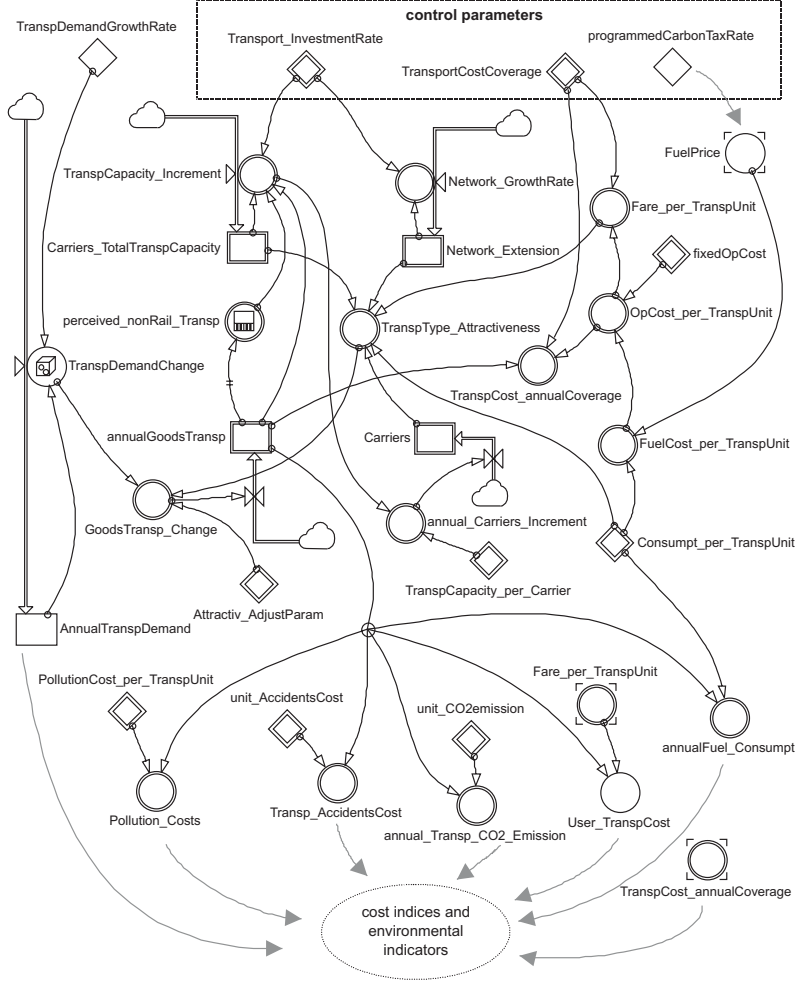 control parameters
TranspDemandGrowthRate
Transport_InvestmentRate
programmedCarbonTaxRate
TransportCostCoverage
FuelPrice
TranspCapacity_Increment
Network_GrowthRate
Fare_per_TranspUnit
Carriers_TotalTranspCapacity
Network_Extension
fixedOpCost
perceived_nonRail_Transp
TranspType_Attractiveness
OpCost_per_TranspUnit
TranspDemandChange
TranspCost_annualCoverage
annualGoodsTransp
Carriers
FuelCost_per_TranspUnit
GoodsTransp_Change
annual_Carriers_Increment
Consumpt_per_TranspUnit
TranspCapacity_per_Carrier
Attractiv_AdjustParam
AnnualTranspDemand
PollutionCost_per_TranspUnit
Fare_per_TranspUnit
unit_AccidentsCost
unit_CO2emission
annualFuel_Consumpt
Pollution_Costs
Transp_AccidentsCost
User_TranspCost
annual_Transp_CO2_Emission
TranspCost_annualCoverage
cost indices and
environmental
indicators